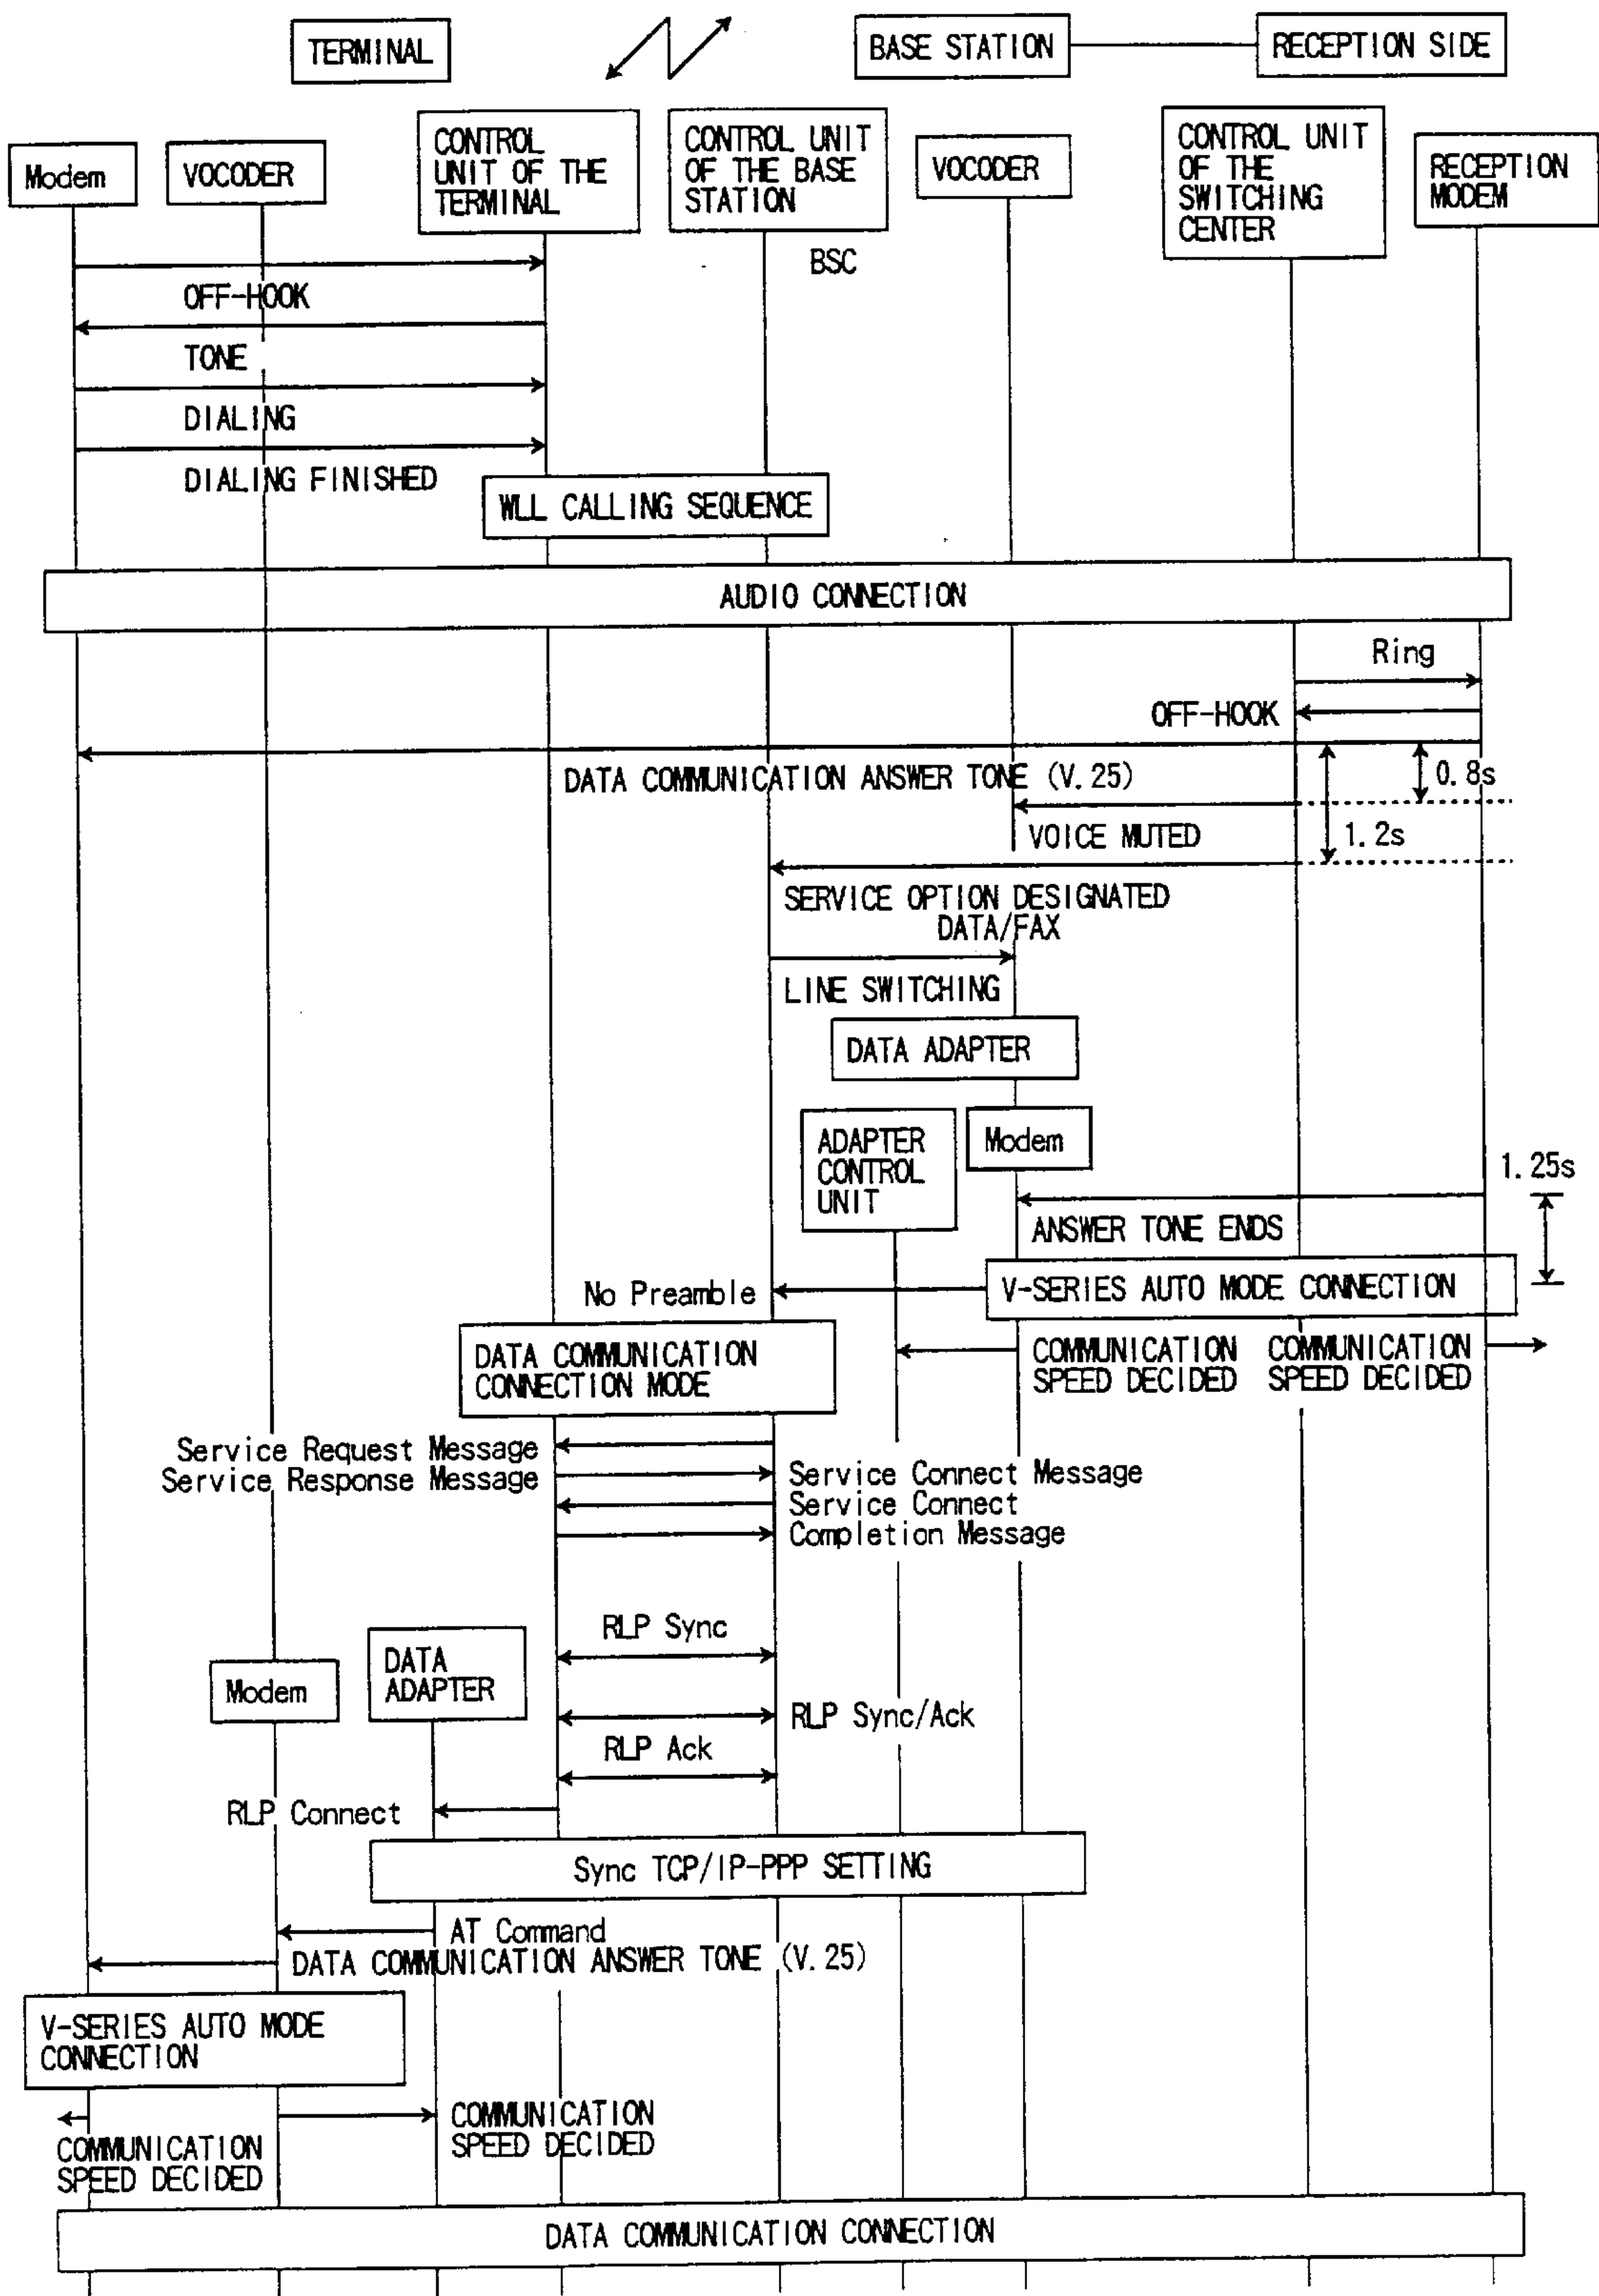 TERMINAL
BASE STATION
RECEPTION SIDE
Modem
VOCODER
CONTROL
UNIT OF THE
TERMINAL
CONTROL UNIT
OF THE BASE
STATION
VOCODER
CONTROL UNIT
OF THE
SWITCHING
CENTER
RECEPTION
MODEM
BSC
OFF-HOOK
TONE
DIALING
DIALING FINISHED
WLL CALLING SEQUENCE
AUDIO CONNECTION
Ring
OFF-HOOK
DATA COMMUNICATION ANSWER TONE (V.25)
0.8s
VOICE MUTED
1.2s
SERVICE OPTION DESIGNATED
DATA/FAX
LINE SWITCHING
DATA ADAPTER
ADAPTER
CONTROL
UNIT
Modem
1.25s
ANSWER TONE ENDS
No Preamble
V-SERIES AUTO MODE CONNECTION
DATA COMMUNICATION
CONNECTION MODE
COMMUNICATION
SPEED DECIDED
COMMUNICATION
SPEED DECIDED
Service Request Message
Service Response Message
Service Connect Message
Service Connect
Completion Message
RLP Sync
Modem
DATA
ADAPTER
RLP Sync/Ack
RLP Ack
RLP Connect
Sync TCP/IP-PPP SETTING
AT Command
DATA COMMUNICATION ANSWER TONE (V.25)
V-SERIES AUTO MODE
CONNECTION
COMMUNICATION
SPEED DECIDED
COMMUNICATION
SPEED DECIDED
DATA COMMUNICATION CONNECTION